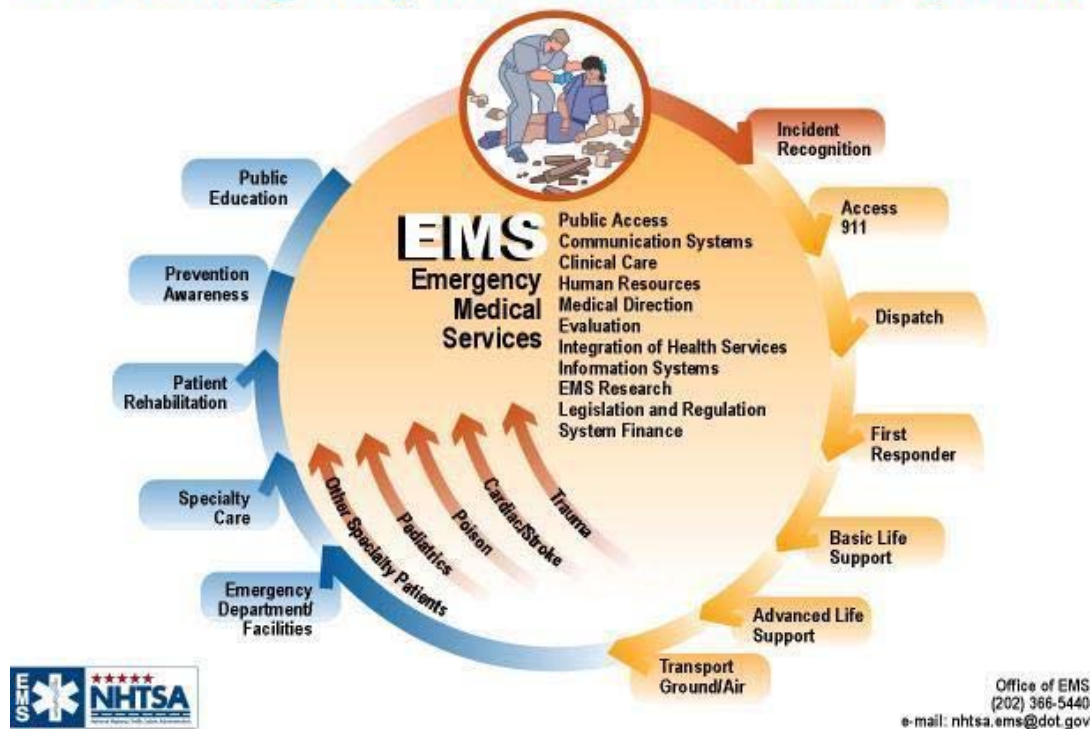 Incident
Recognition
Access
911
Dispatch
First
Responder
Basic Life
Support
Advanced Life
Support
Transport
Ground/Air
Emergency
Department/
Facilities
Specialty
Care
Patient
Rehabilitation
Prevention
Awareness
Public
Education
EMS
Emergency
Medical
Services
Public Access
Communication Systems
Clinical Care
Human Resources
Medical Direction
Evaluation
Integration of Health Services
Information Systems
EMS Research
Legislation and Regulation
System Finance
Other Specialty Patients
Pediatrics
Poison
Cardiac/Stroke
Trauma
EMS
NHTSA
Office of EMS
(202) 366-5440
e-mail: nhtsa.ems@dot.gov